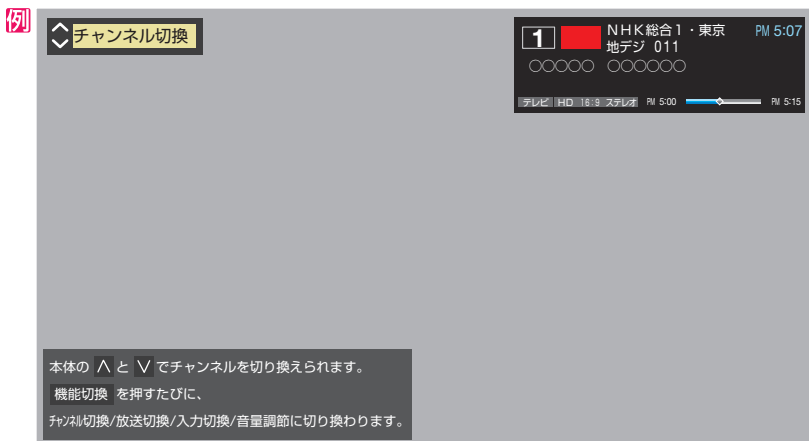 例
チャンネル切換
1
NHK総合1・東京 PM 5:07
地デジ 011
○○○○○ ○○○○○○
テレビ HD 16:9 ステレオ PM 5:00 PM 5:15
本体の ∧ と ∨ でチャンネルを切り換えられます。
機能切換 を押すたびに、
ﾁｬﾝﾈﾙ切換/放送切換/入力切換/音量調節に切り換わります。